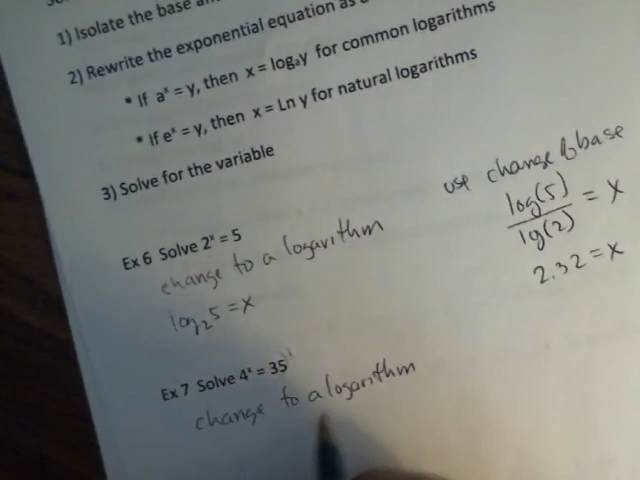 1) Isolate the base
2) Rewrite the exponential equation as
* If aˣ = y, then x = logₐy for common logarithms
* If eˣ = y, then x = Ln y for natural logarithms
3) Solve for the variable
Ex 6 Solve 2ˣ = 5
change to a logarithm
log₂5 = x
use change of base
log(5)/lg(2) = x
2.32 = x
Ex 7 Solve 4ˣ = 35
change to a logarithm